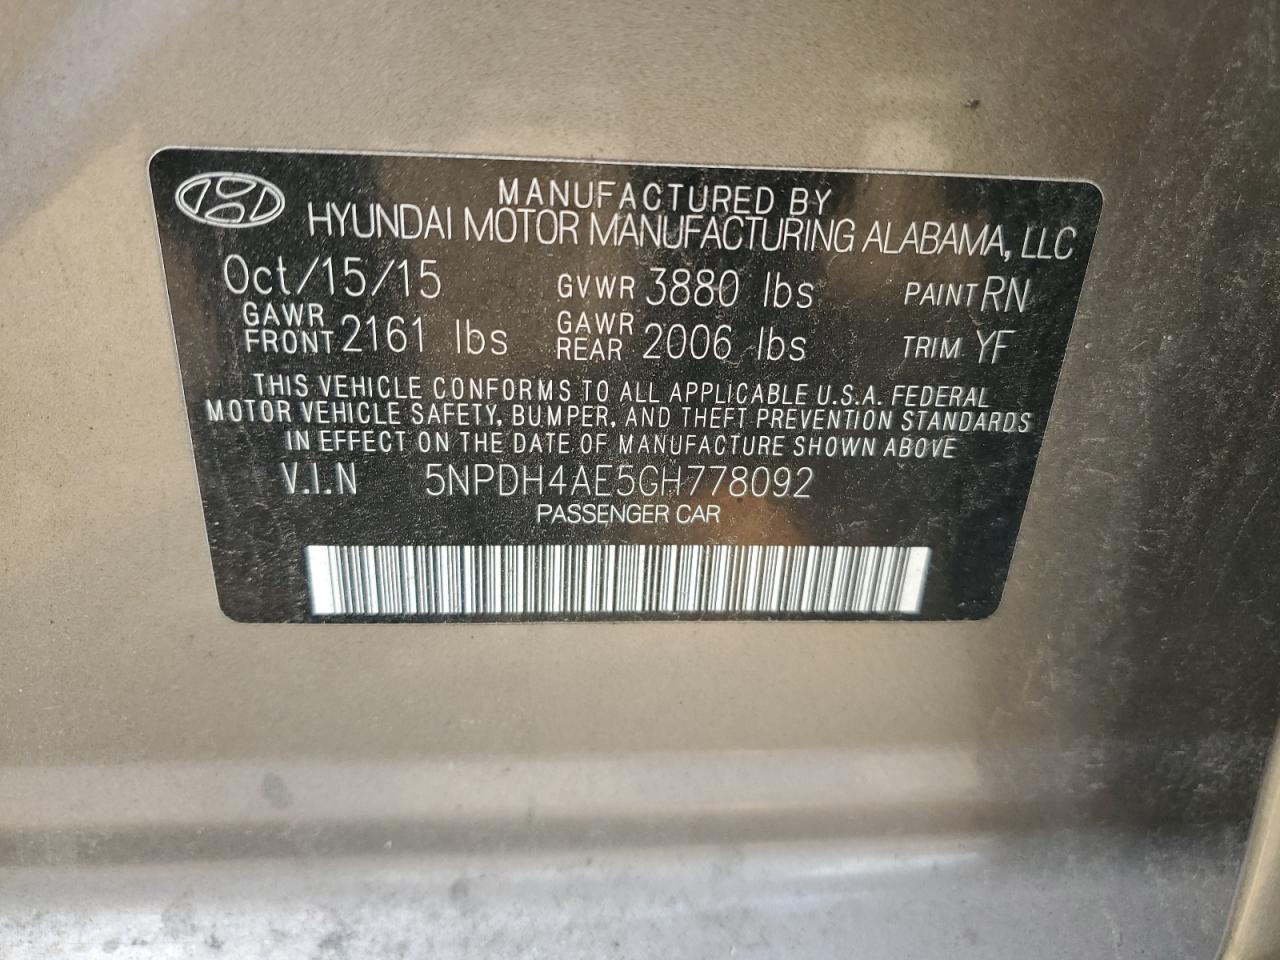 MANUFACTURED BY
HYUNDAI MOTOR MANUFACTURING ALABAMA, LLC
Oct/15/15 GVWR 3880 lbs PAINT RN
GAWR FRONT 2161 lbs GAWR REAR 2006 lbs TRIM YF
THIS VEHICLE CONFORMS TO ALL APPLICABLE U.S.A. FEDERAL
MOTOR VEHICLE SAFETY, BUMPER, AND THEFT PREVENTION STANDARDS
IN EFFECT ON THE DATE OF MANUFACTURE SHOWN ABOVE
V.I.N 5NPDH4AE5GH778092
PASSENGER CAR